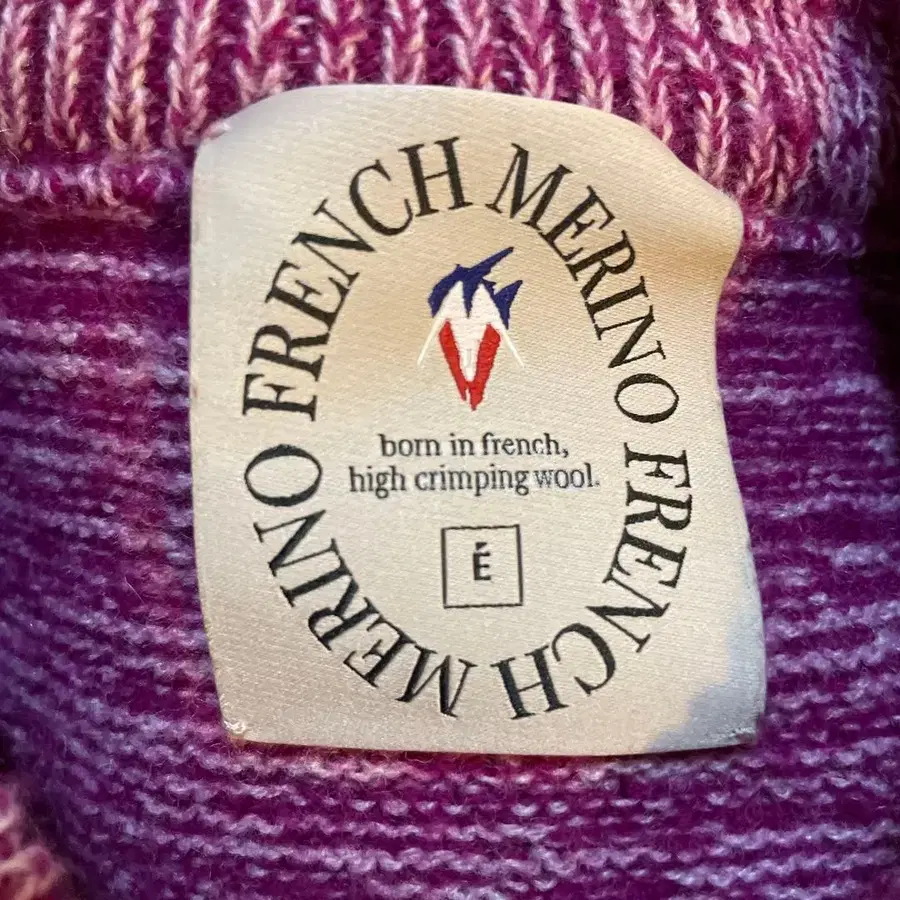 FRENCH MERINO FRENCH MERINO
born in french,
high crimping wool.
É